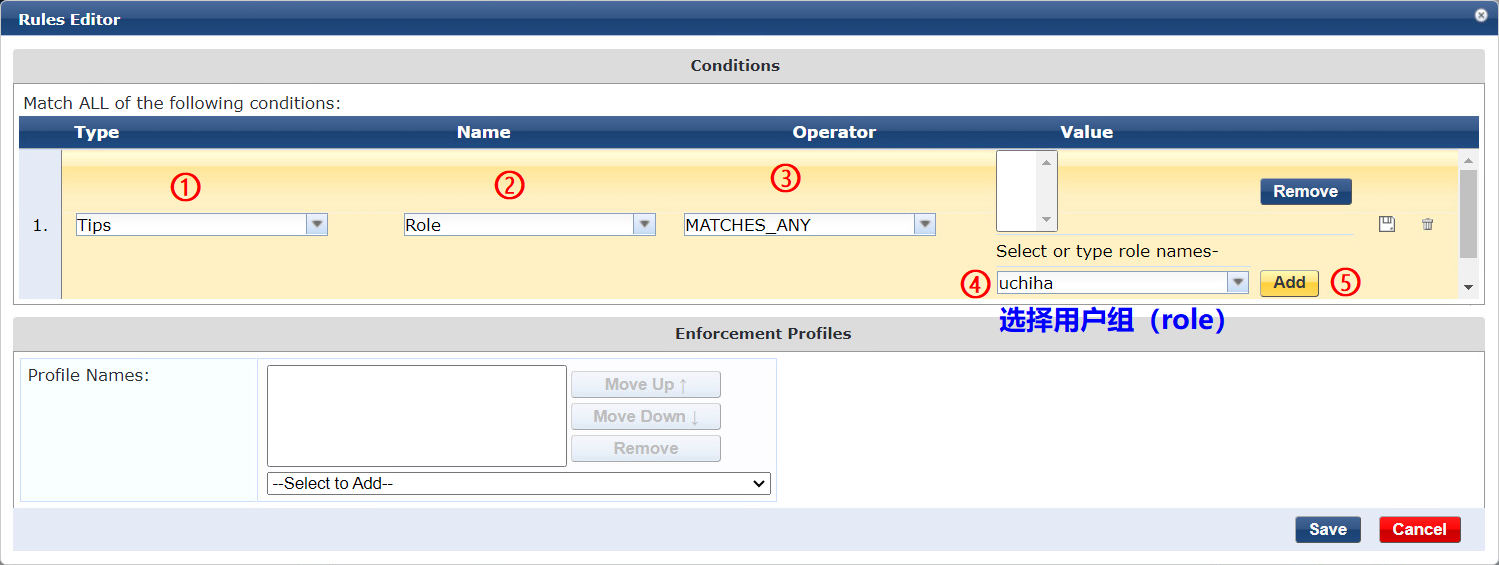 Rules Editor
Conditions
Match ALL of the following conditions:
Type Name Operator Value
① ② ③
Remove
1. Tips Role MATCHES_ANY
Select or type role names-
④ uchiha Add ⑤
选择用户组（role）
Enforcement Profiles
Profile Names:
Move Up ↑
Move Down ↓
Remove
--Select to Add--
Save Cancel